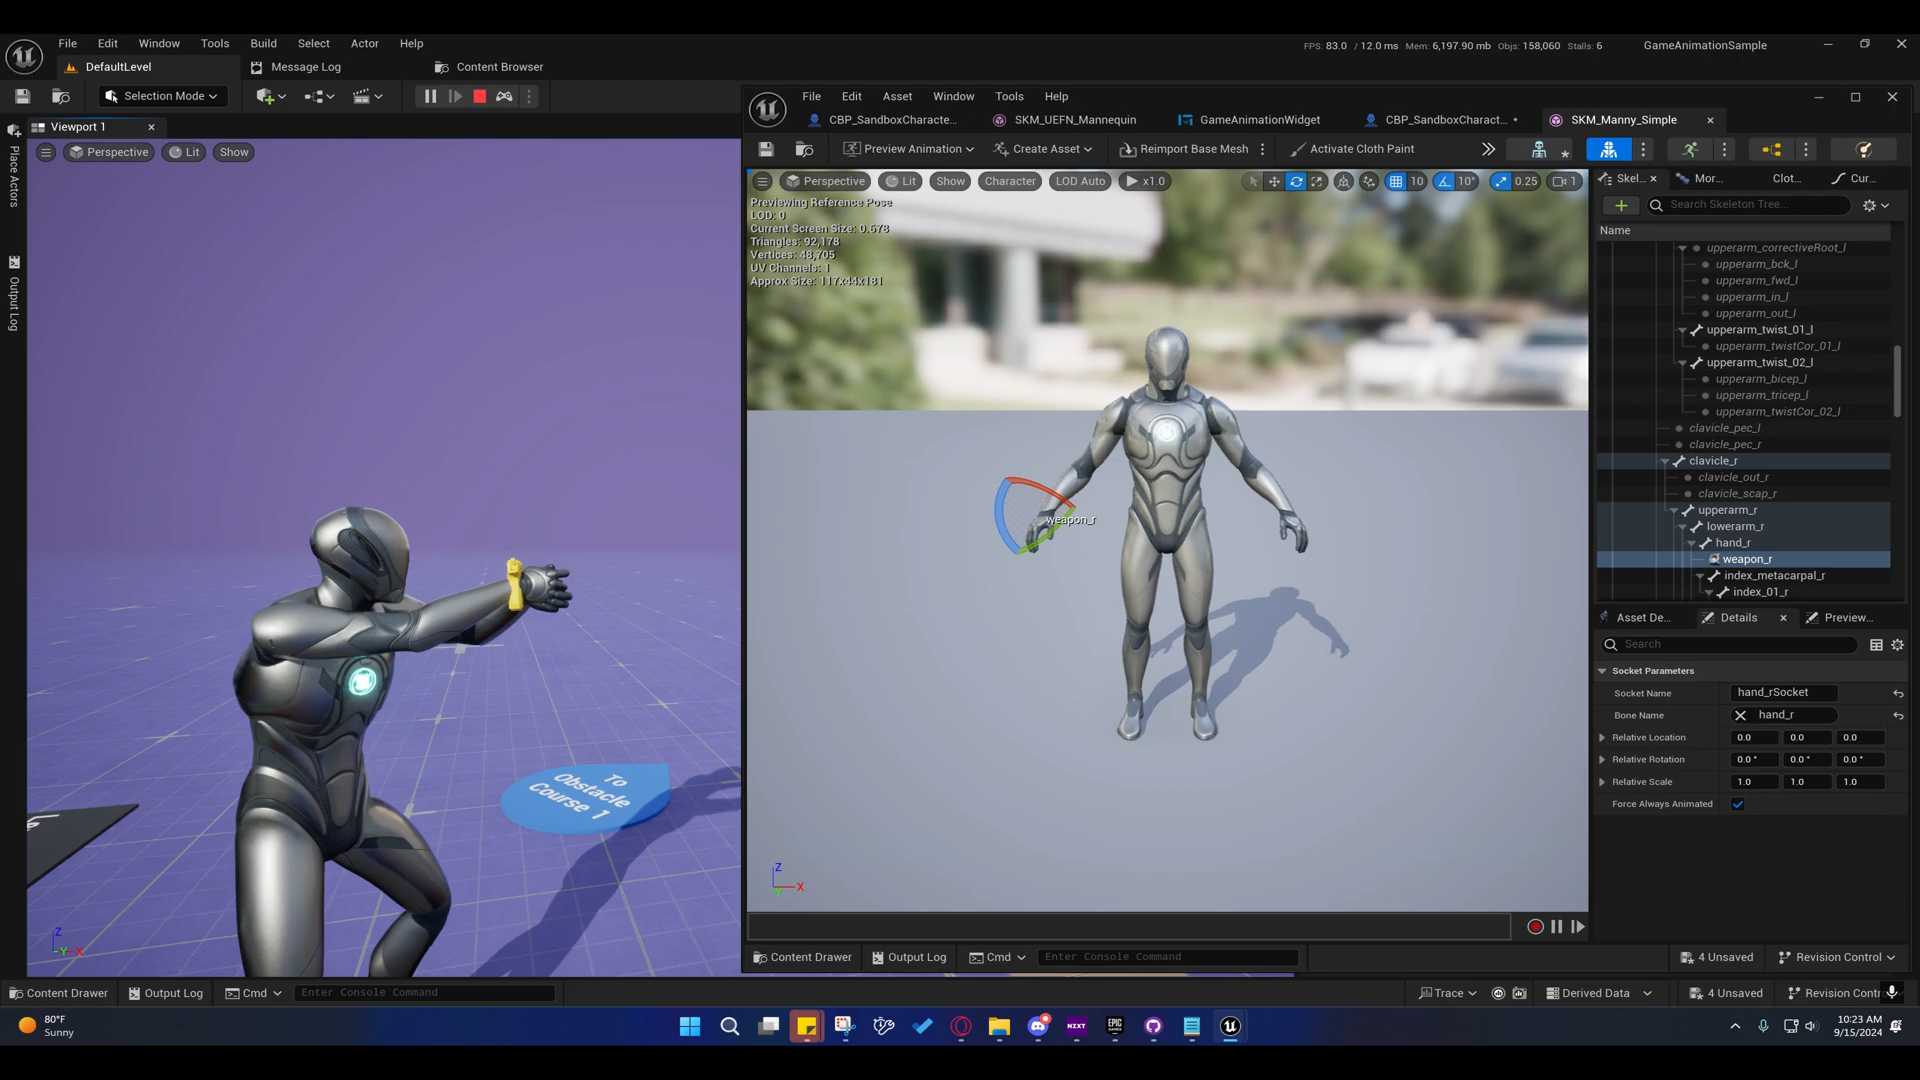 File Edit Window Tools Build Select Actor Help
FPS: 83.0 / 12.0 ms Mem: 6,197.90 mb Objs: 158,060 Stalls: 6 GameAnimationSample
DefaultLevel Message Log Content Browser
Selection Mode
Place Actors
Output Log
Viewport 1
Perspective Lit Show
To
Obstacle
Course 1
Z
Y X
File Edit Asset Window Tools Help
CBP_SandboxCharacte... SKM_UEFN_Mannequin GameAnimationWidget CBP_SandboxCharact... • SKM_Manny_Simple
Preview Animation Create Asset Reimport Base Mesh Activate Cloth Paint
Perspective Lit Show Character LOD Auto x1.0 10 10° 0.25 1
Previewing Reference Pose
LOD: 0
Current Screen Size: 0.673
Triangles: 92,178
Vertices: 48,705
UV Channels: 1
Approx Size: 117x44x181
weapon_r
Z
Y X
Skel... Mor... Clot... Cur...
Search Skeleton Tree...
Name
upperarm_correctiveRoot_l
upperarm_bck_l
upperarm_fwd_l
upperarm_in_l
upperarm_out_l
upperarm_twist_01_l
upperarm_twistCor_01_l
upperarm_twist_02_l
upperarm_bicep_l
upperarm_tricep_l
upperarm_twistCor_02_l
clavicle_pec_l
clavicle_pec_r
clavicle_r
clavicle_out_r
clavicle_scap_r
upperarm_r
lowerarm_r
hand_r
weapon_r
index_metacarpal_r
index_01_r
Asset De... Details Preview...
Search
Socket Parameters
Socket Name hand_rSocket
Bone Name hand_r
Relative Location 0.0 0.0 0.0
Relative Rotation 0.0° 0.0° 0.0°
Relative Scale 1.0 1.0 1.0
Force Always Animated
Content Drawer Output Log Cmd Enter Console Command 4 Unsaved Revision Control
Content Drawer Output Log Cmd Enter Console Command Trace Derived Data 4 Unsaved Revision Contr
80°F
Sunny
NZXT
EPIC GAMES
10:23 AM
9/15/2024